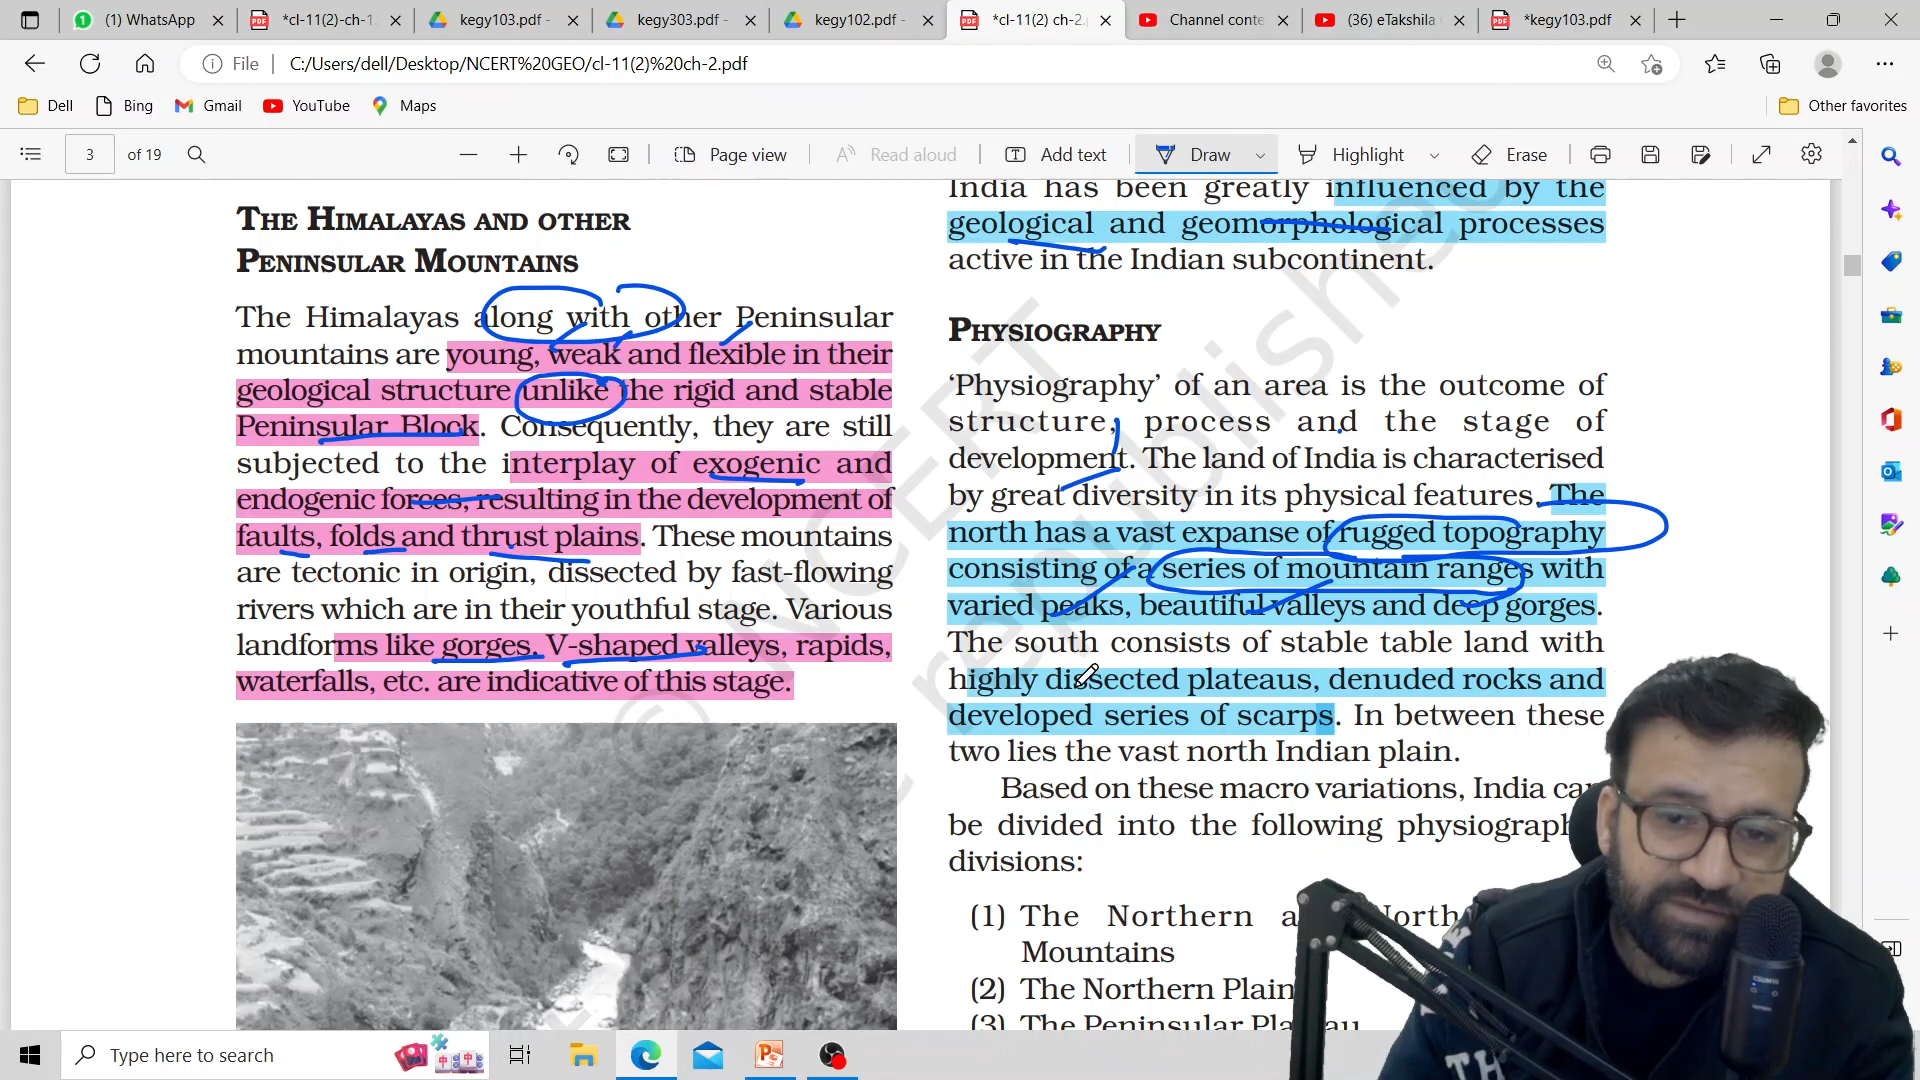 (1) WhatsApp
*cl-11(2)-ch-1.
kegy103.pdf -
kegy303.pdf -
kegy102.pdf -
*cl-11(2) ch-2.
Channel conte
(36) eTakshila
*kegy103.pdf
File
C:/Users/dell/Desktop/NCERT%20GEO/cl-11(2)%20ch-2.pdf
Dell
Bing
Gmail
YouTube
Maps
Other favorites
3 of 19
Page view
Read aloud
Add text
Draw
Highlight
Erase
THE HIMALAYAS AND OTHER
PENINSULAR MOUNTAINS
The Himalayas along with other Peninsular
mountains are young, weak and flexible in their
geological structure unlike the rigid and stable
Peninsular Block. Consequently, they are still
subjected to the interplay of exogenic and
endogenic forces, resulting in the development of
faults, folds and thrust plains. These mountains
are tectonic in origin, dissected by fast-flowing
rivers which are in their youthful stage. Various
landforms like gorges, V-shaped valleys, rapids,
waterfalls, etc. are indicative of this stage.
India has been greatly influenced by the
geological and geomorphological processes
active in the Indian subcontinent.
PHYSIOGRAPHY
‘Physiography’ of an area is the outcome of
structure, process and the stage of
development. The land of India is characterised
by great diversity in its physical features. The
north has a vast expanse of rugged topography
consisting of a series of mountain ranges with
varied peaks, beautiful valleys and deep gorges.
The south consists of stable table land with
highly dissected plateaus, denuded rocks and
developed series of scarps. In between these
two lies the vast north Indian plain.
Based on these macro variations, India can
be divided into the following physiograph
divisions:
(1) The Northern a North
Mountains
(2) The Northern Plain
(3) The Peninsular Plateau
© NCERT
republished
Type here to search
TH